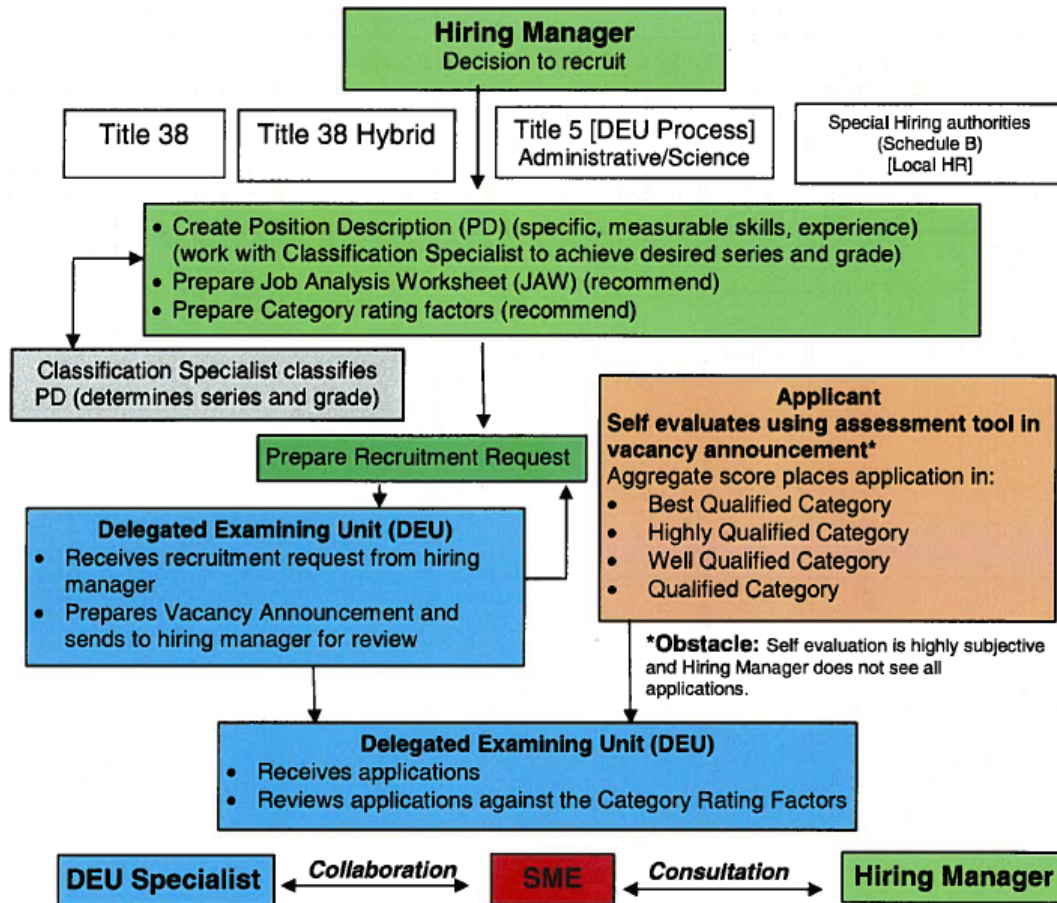 Hiring Manager
Decision to recruit
Title 38
Title 38 Hybrid
Title 5 [DEU Process]
Administrative/Science
Special Hiring authorities
(Schedule B)
[Local HR]
• Create Position Description (PD) (specific, measurable skills, experience)
(work with Classification Specialist to achieve desired series and grade)
• Prepare Job Analysis Worksheet (JAW) (recommend)
• Prepare Category rating factors (recommend)
Classification Specialist classifies
PD (determines series and grade)
Prepare Recruitment Request
Applicant
Self evaluates using assessment tool in
vacancy announcement*
Aggregate score places application in:
• Best Qualified Category
• Highly Qualified Category
• Well Qualified Category
• Qualified Category
Delegated Examining Unit (DEU)
• Receives recruitment request from hiring
manager
• Prepares Vacancy Announcement and
sends to hiring manager for review
*Obstacle: Self evaluation is highly subjective
and Hiring Manager does not see all
applications.
Delegated Examining Unit (DEU)
• Receives applications
• Reviews applications against the Category Rating Factors
DEU Specialist
Collaboration
SME
Consultation
Hiring Manager